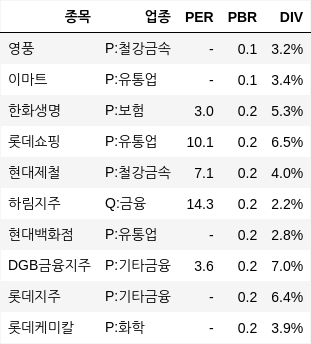 종목 업종 PER PBR DIV
영풍 P:철강금속 - 0.1 3.2%
이마트 P:유통업 - 0.1 3.4%
한화생명 P:보험 3.0 0.2 5.3%
롯데쇼핑 P:유통업 10.1 0.2 6.5%
현대제철 P:철강금속 7.1 0.2 4.0%
하림지주 Q:금융 14.3 0.2 2.2%
현대백화점 P:유통업 - 0.2 2.8%
DGB금융지주 P:기타금융 3.6 0.2 7.0%
롯데지주 P:기타금융 - 0.2 6.4%
롯데케미칼 P:화학 - 0.2 3.9%